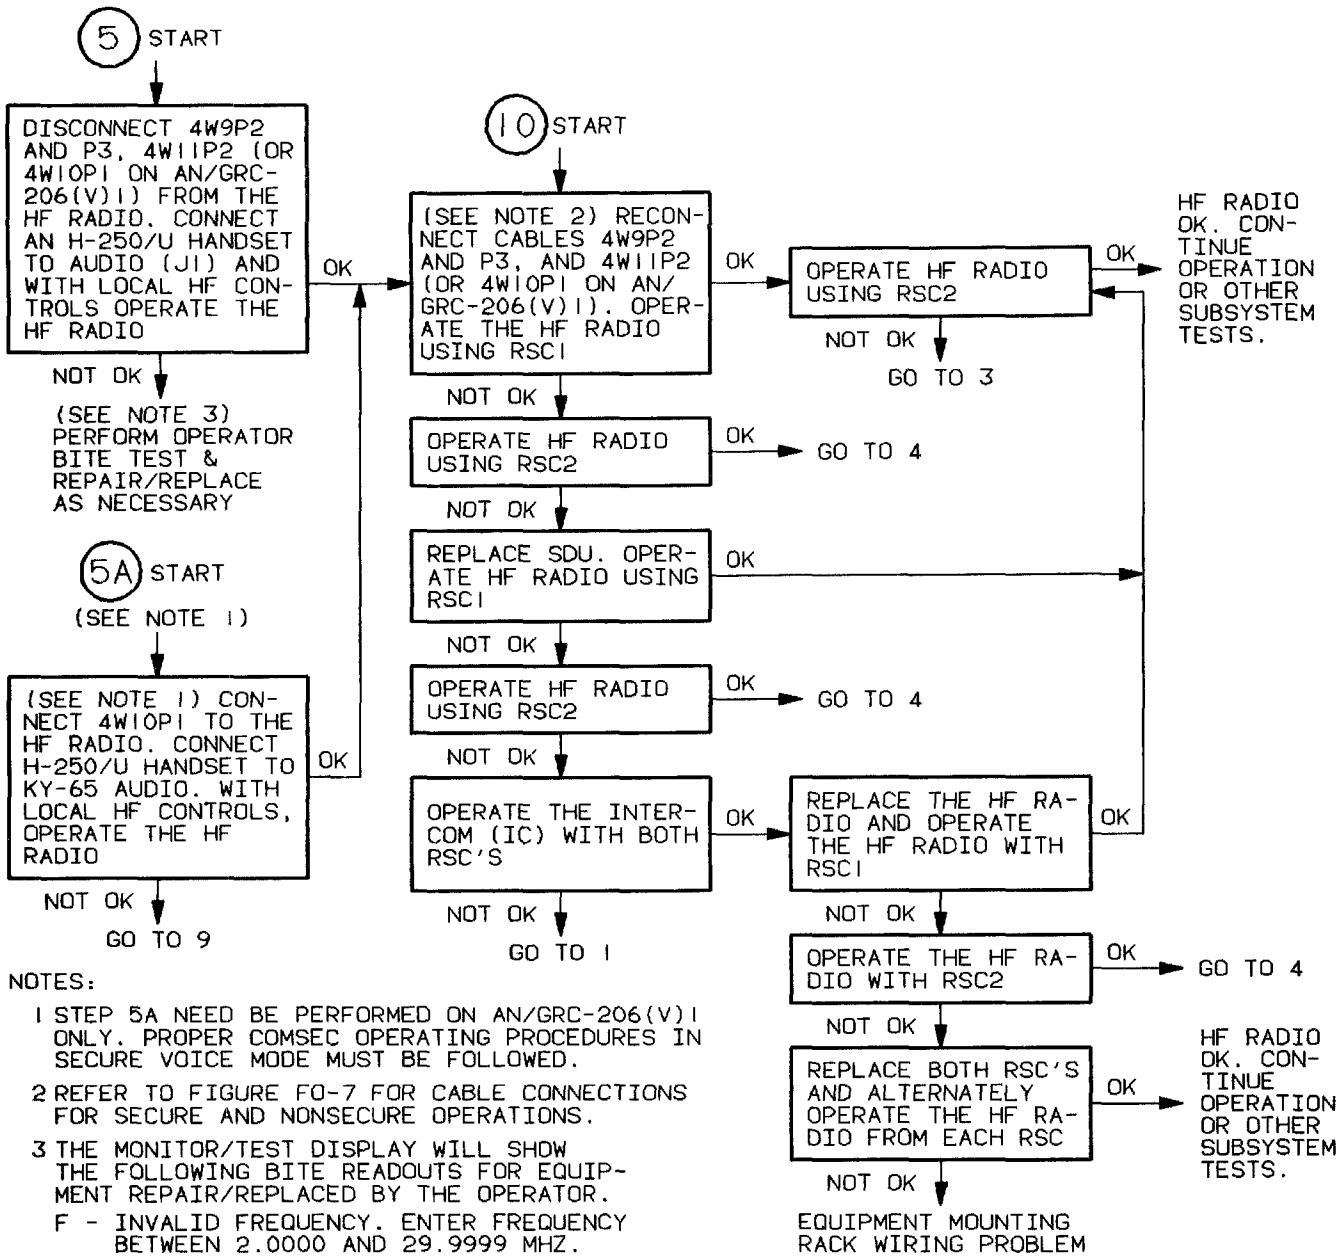 5 START
DISCONNECT 4W9P2
AND P3, 4W11P2 (OR
4W10P1 ON AN/GRC-
206(V)1) FROM THE
HF RADIO. CONNECT
AN H-250/U HANDSET
TO AUDIO (J1) AND
WITH LOCAL HF CON-
TROLS OPERATE THE
HF RADIO
OK
NOT OK
(SEE NOTE 3)
PERFORM OPERATOR
BITE TEST &
REPAIR/REPLACE
AS NECESSARY
5A START
(SEE NOTE 1)
(SEE NOTE 1) CON-
NECT 4W10P1 TO THE
HF RADIO. CONNECT
H-250/U HANDSET TO
KY-65 AUDIO. WITH
LOCAL HF CONTROLS,
OPERATE THE HF
RADIO
OK
NOT OK
GO TO 9
10 START
(SEE NOTE 2) RECON-
NECT CABLES 4W9P2
AND P3, AND 4W11P2
(OR 4W10P1 ON AN/
GRC-206(V)1). OPER-
ATE THE HF RADIO
USING RSC1
OK
NOT OK
OPERATE HF RADIO
USING RSC2
OK
GO TO 4
NOT OK
REPLACE SDU. OPER-
ATE HF RADIO USING
RSC1
OK
NOT OK
OPERATE HF RADIO
USING RSC2
OK
GO TO 4
NOT OK
OPERATE THE INTER-
COM (IC) WITH BOTH
RSC'S
OK
NOT OK
GO TO 1
OPERATE HF RADIO
USING RSC2
OK
NOT OK
GO TO 3
HF RADIO
OK. CON-
TINUE
OPERATION
OR OTHER
SUBSYSTEM
TESTS.
REPLACE THE HF RA-
DIO AND OPERATE
THE HF RADIO WITH
RSC1
OK
NOT OK
OPERATE THE HF RA-
DIO WITH RSC2
OK
GO TO 4
NOT OK
REPLACE BOTH RSC'S
AND ALTERNATELY
OPERATE THE HF RA-
DIO FROM EACH RSC
OK
HF RADIO
OK. CON-
TINUE
OPERATION
OR OTHER
SUBSYSTEM
TESTS.
NOT OK
EQUIPMENT MOUNTING
RACK WIRING PROBLEM
NOTES:
1 STEP 5A NEED BE PERFORMED ON AN/GRC-206(V)1
ONLY. PROPER COMSEC OPERATING PROCEDURES IN
SECURE VOICE MODE MUST BE FOLLOWED.
2 REFER TO FIGURE FO-7 FOR CABLE CONNECTIONS
FOR SECURE AND NONSECURE OPERATIONS.
3 THE MONITOR/TEST DISPLAY WILL SHOW
THE FOLLOWING BITE READOUTS FOR EQUIP-
MENT REPAIR/REPLACED BY THE OPERATOR.
F - INVALID FREQUENCY. ENTER FREQUENCY
BETWEEN 2.0000 AND 29.9999 MHZ.